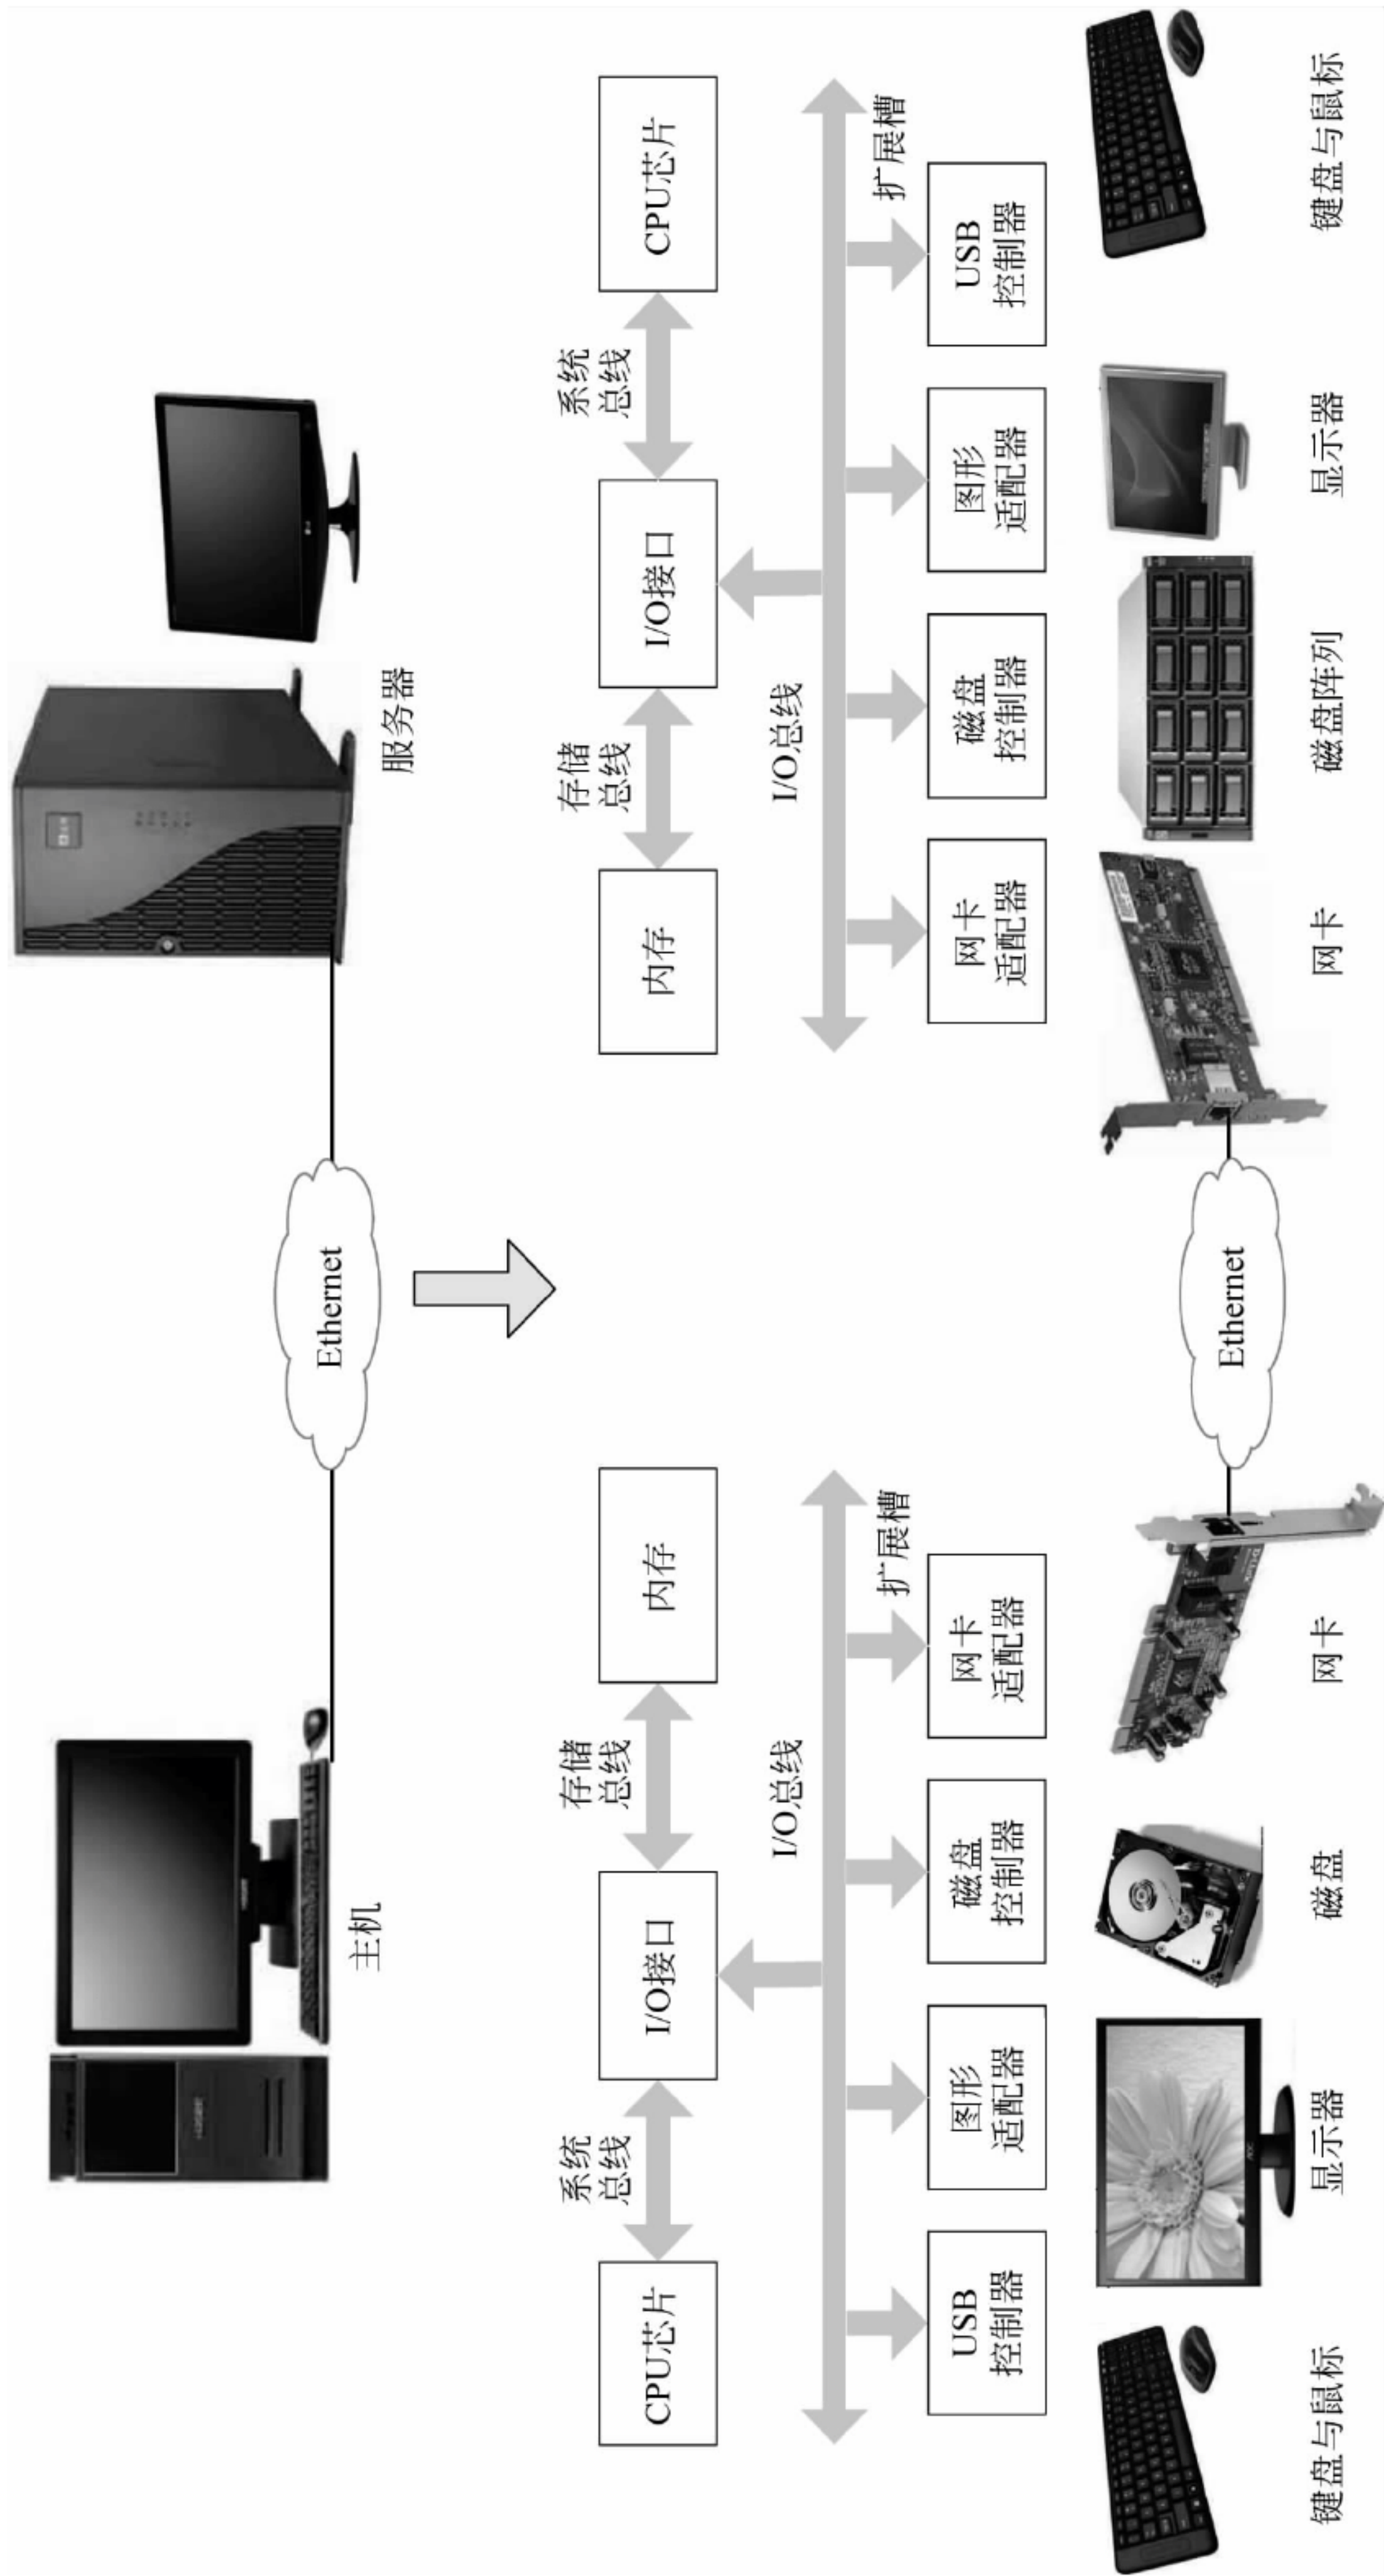 主机
Ethernet
服务器
CPU芯片
系统
总线
I/O接口
存储
总线
内存
内存
存储
总线
I/O接口
系统
总线
CPU芯片
I/O总线
扩展槽
I/O总线
扩展槽
USB
控制器
图形
适配器
磁盘
控制器
网卡
适配器
网卡
适配器
磁盘
控制器
图形
适配器
USB
控制器
Ethernet
键盘与鼠标
显示器
磁盘
网卡
网卡
磁盘阵列
显示器
键盘与鼠标